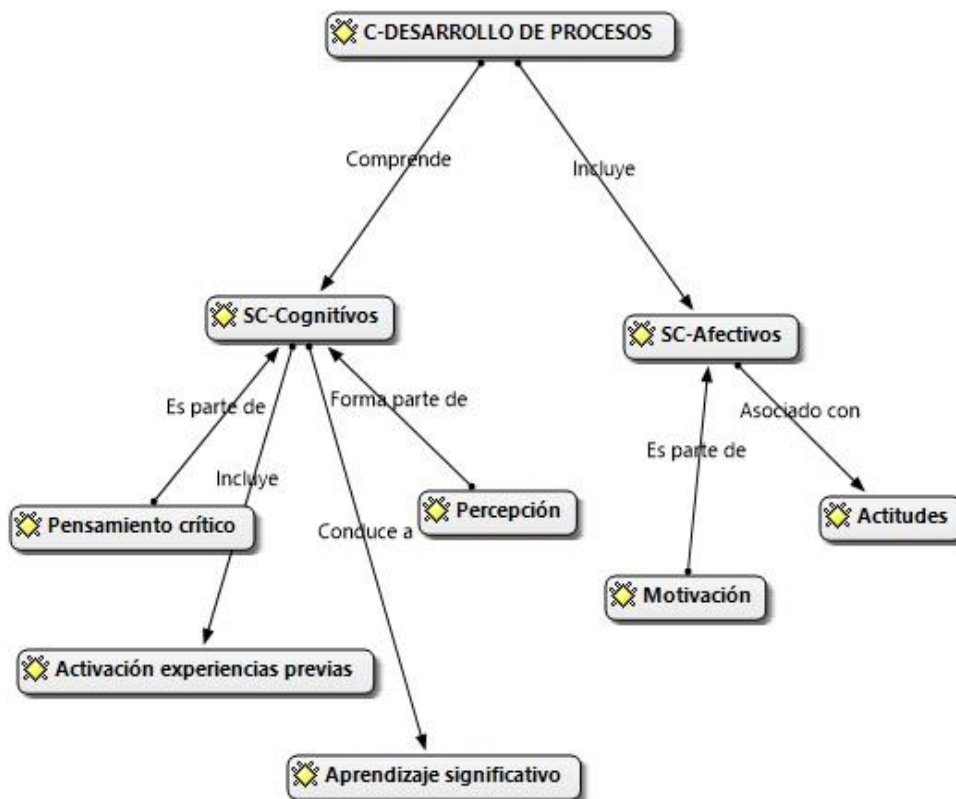 C-DESARROLLO DE PROCESOS
Comprende
Incluye
SC-Cognitívos
SC-Afectivos
Es parte de
Forma parte de
Asociado con
Es parte de
Incluye
Percepción
Actitudes
Pensamiento crítico
Conduce a
Motivación
Activación experiencias previas
Aprendizaje significativo